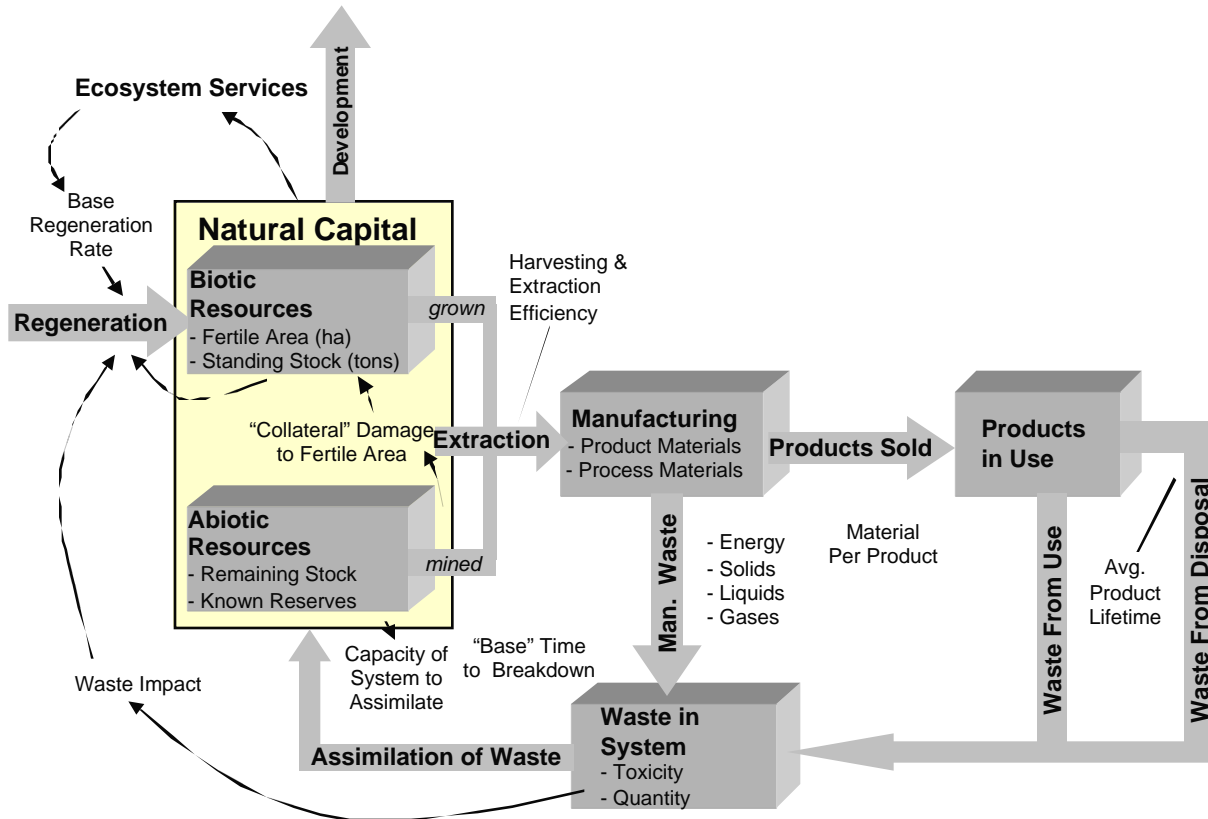 Development
Ecosystem Services
Base
Regeneration
Rate
Natural Capital
Biotic
Resources
- Fertile Area (ha)
- Standing Stock (tons)
Regeneration
grown
Harvesting &
Extraction
Efficiency
"Collateral" Damage
to Fertile Area
Extraction
Manufacturing
- Product Materials
- Process Materials
Products Sold
Products
in Use
Abiotic
Resources
- Remaining Stock
- Known Reserves
mined
Man. Waste
- Energy
- Solids
- Liquids
- Gases
Material
Per Product
Waste From Use
Avg.
Product
Lifetime
Waste From Disposal
Capacity of
System to
Assimilate
"Base" Time
to Breakdown
Waste Impact
Assimilation of Waste
Waste in
System
- Toxicity
- Quantity